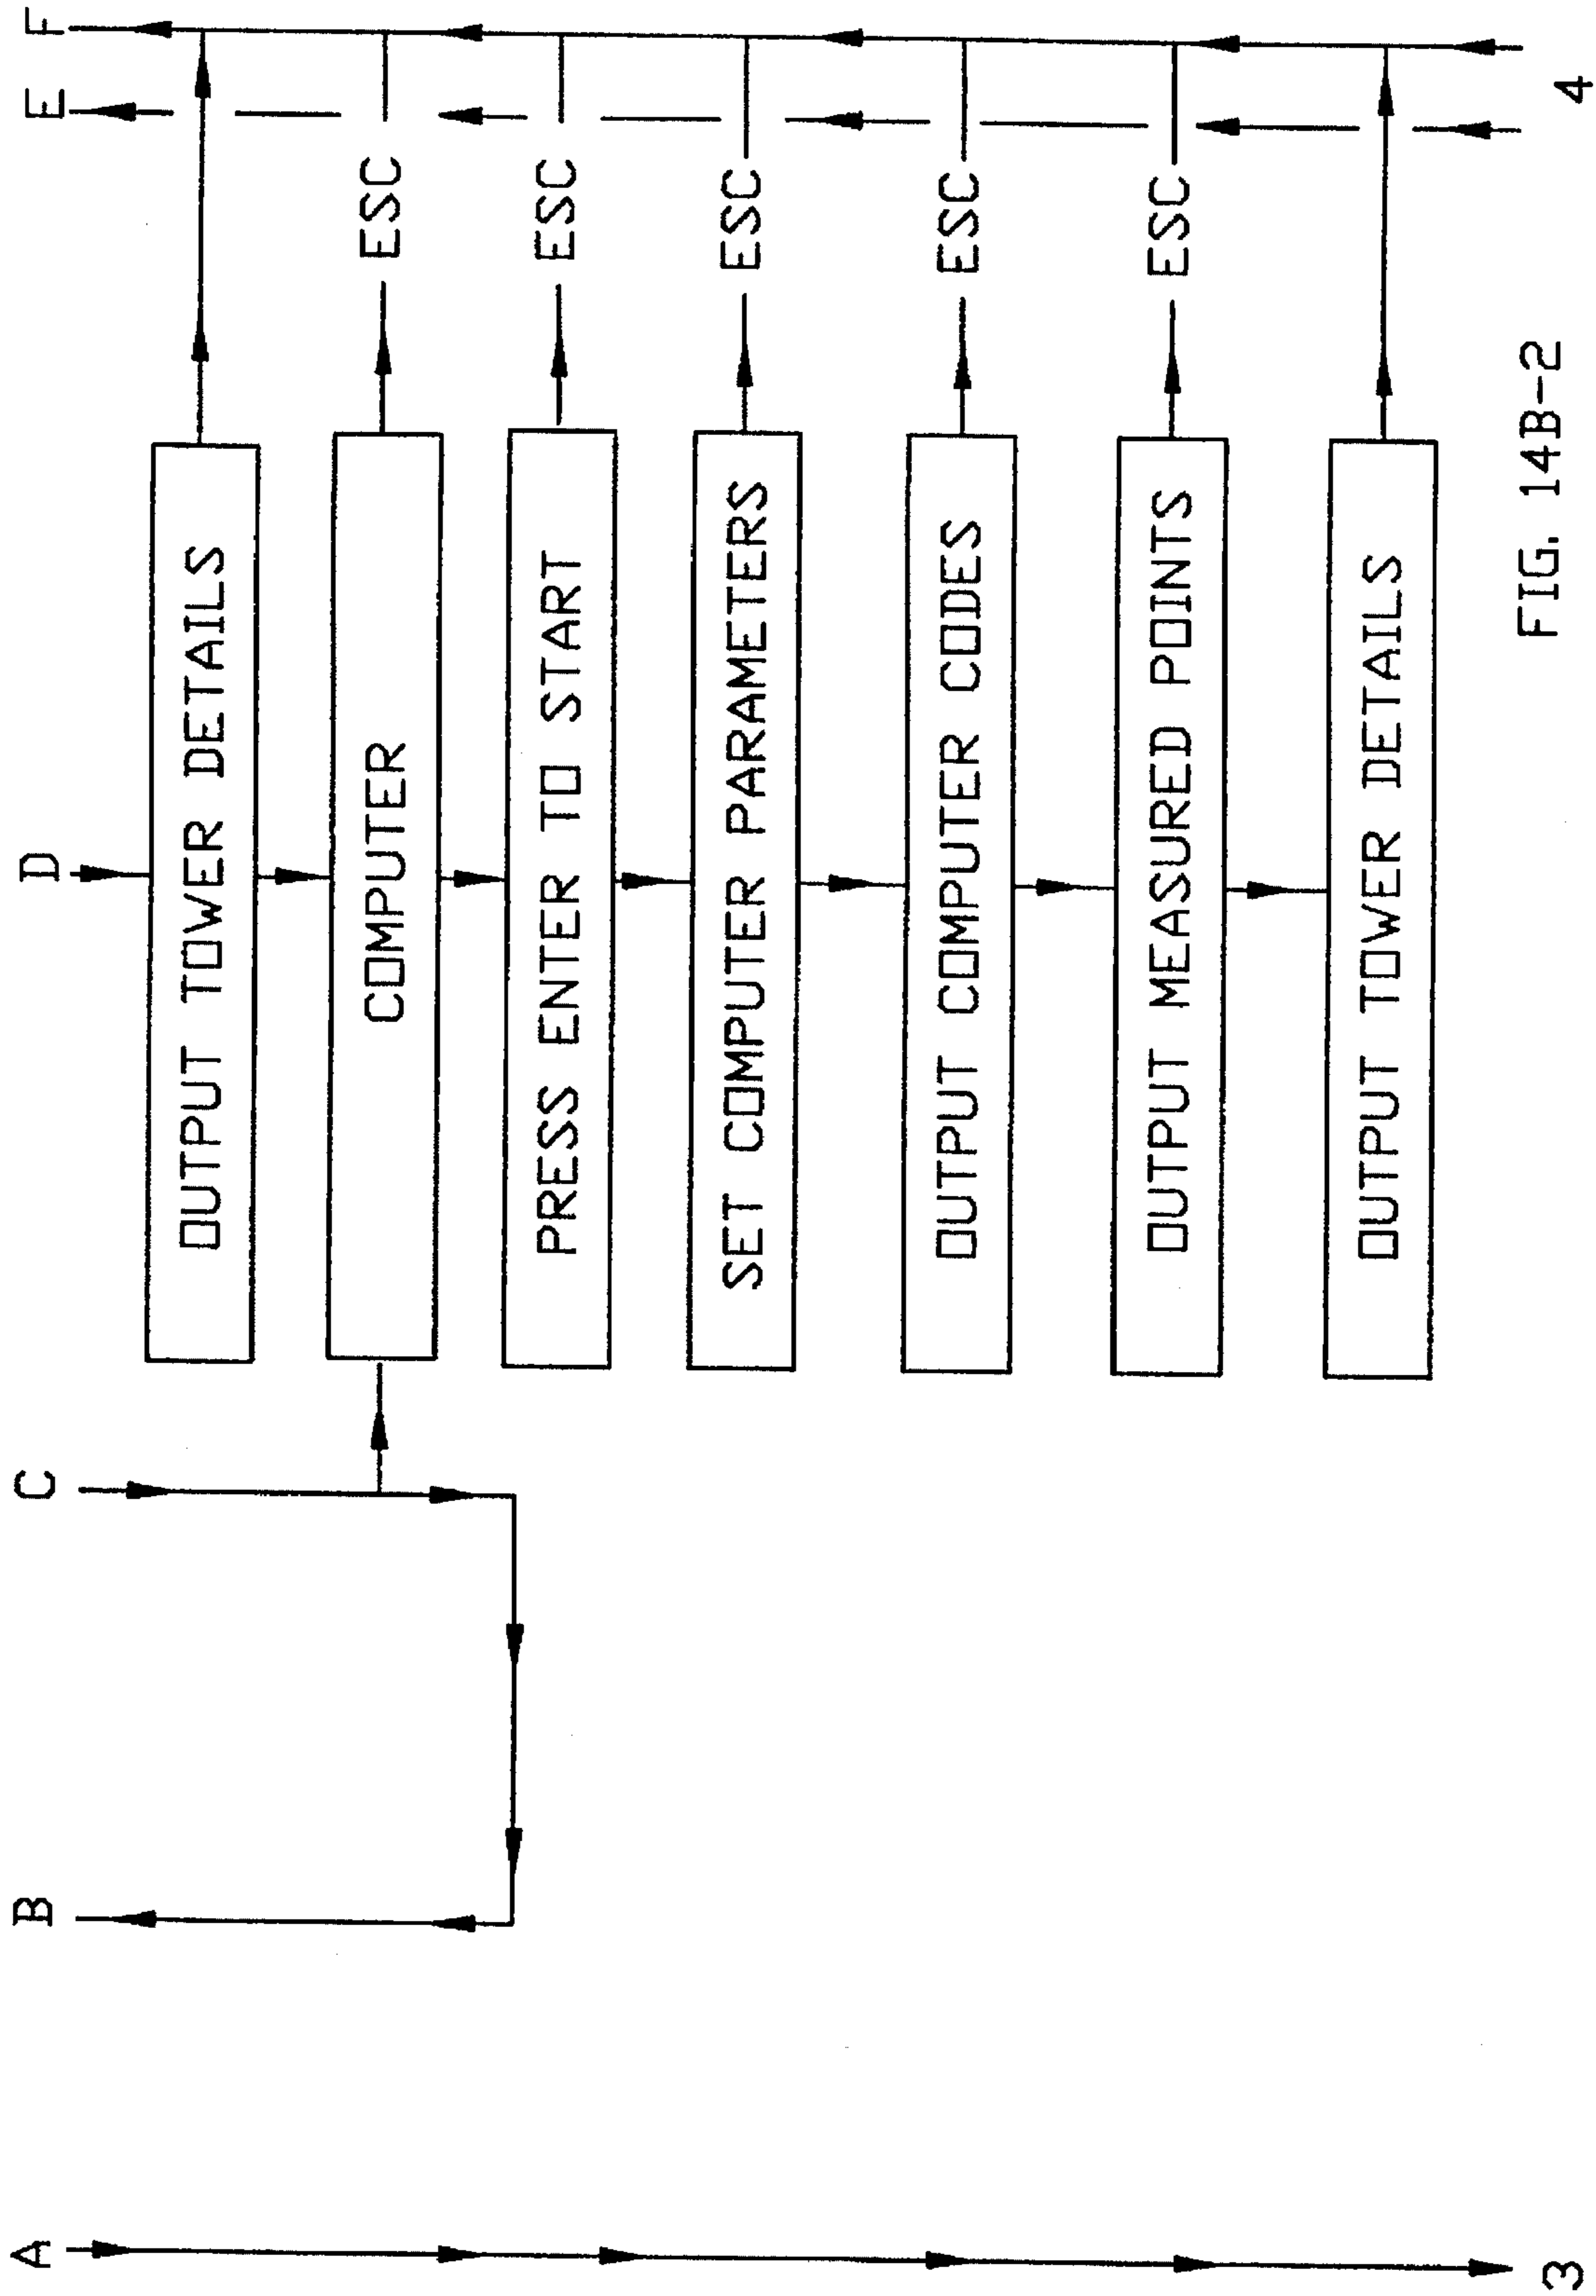 A B C D E F
OUTPUT TOWER DETAILS
COMPUTER ESC
PRESS ENTER TO START ESC
SET COMPUTER PARAMETERS ESC
OUTPUT COMPUTER CODES ESC
OUTPUT MEASURED POINTS ESC
OUTPUT TOWER DETAILS
3 4
FIG. 14B-2